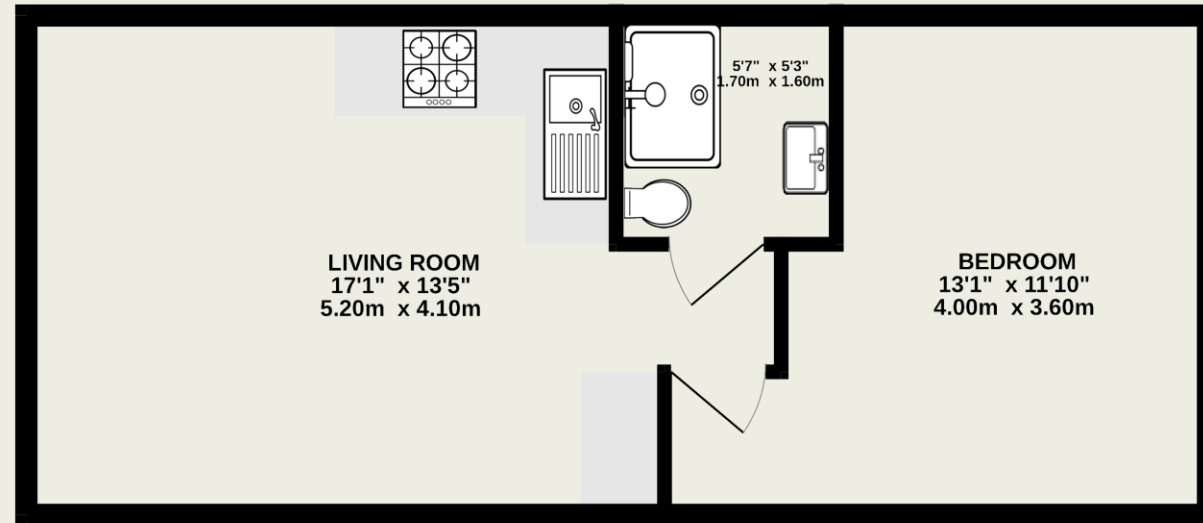 5'7" x 5'3"
1.70m x 1.60m
LIVING ROOM
17'1" x 13'5"
5.20m x 4.10m
BEDROOM
13'1" x 11'10"
4.00m x 3.60m